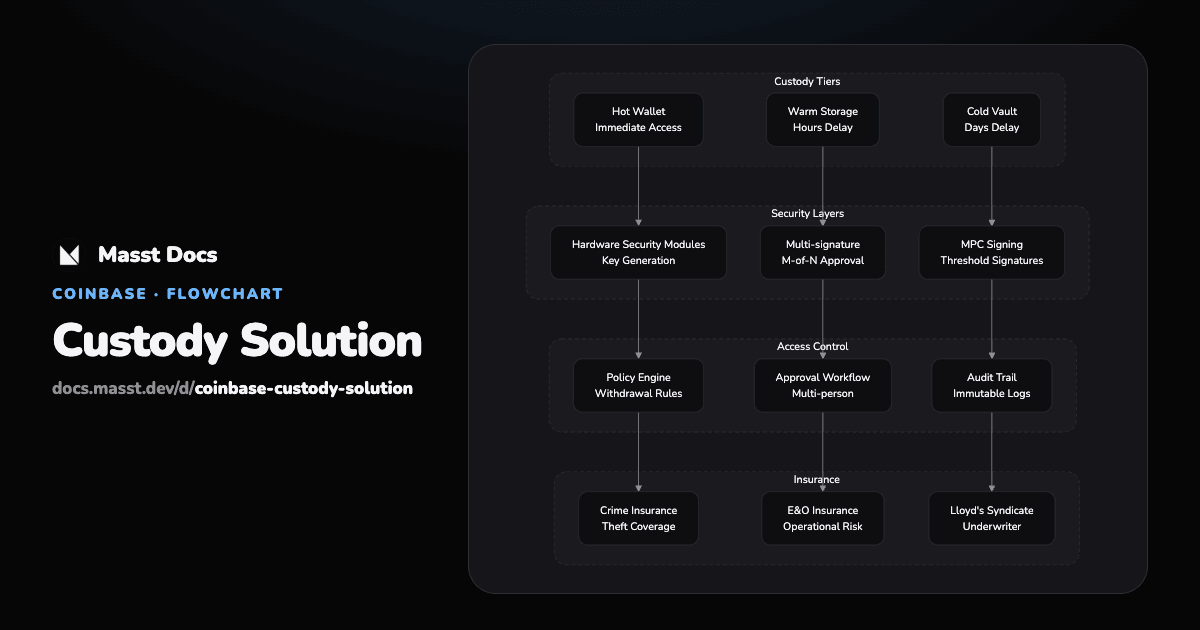 Masst Docs
COINBASE · FLOWCHART
Custody Solution
docs.masst.dev/d/coinbase-custody-solution
Custody Tiers
Hot Wallet
Immediate Access
Warm Storage
Hours Delay
Cold Vault
Days Delay
Security Layers
Hardware Security Modules
Key Generation
Multi-signature
M-of-N Approval
MPC Signing
Threshold Signatures
Access Control
Policy Engine
Withdrawal Rules
Approval Workflow
Multi-person
Audit Trail
Immutable Logs
Insurance
Crime Insurance
Theft Coverage
E&O Insurance
Operational Risk
Lloyd's Syndicate
Underwriter